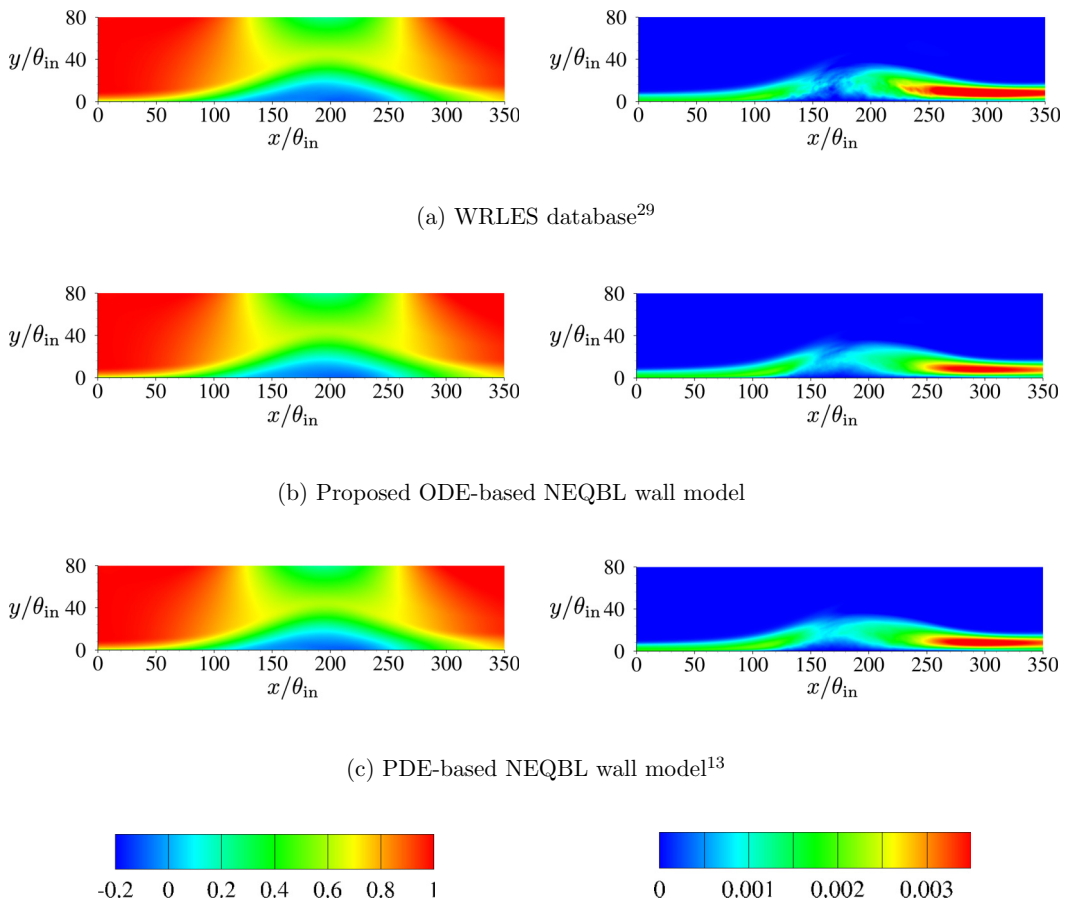 80
y/θin 40
0
0 50 100 150 200 250 300 350
x/θin
80
y/θin 40
0
0 50 100 150 200 250 300 350
x/θin
(a) WRLES database29
80
y/θin 40
0
0 50 100 150 200 250 300 350
x/θin
80
y/θin 40
0
0 50 100 150 200 250 300 350
x/θin
(b) Proposed ODE-based NEQBL wall model
80
y/θin 40
0
0 50 100 150 200 250 300 350
x/θin
80
y/θin 40
0
0 50 100 150 200 250 300 350
x/θin
(c) PDE-based NEQBL wall model13
-0.2 0 0.2 0.4 0.6 0.8 1
0 0.001 0.002 0.003